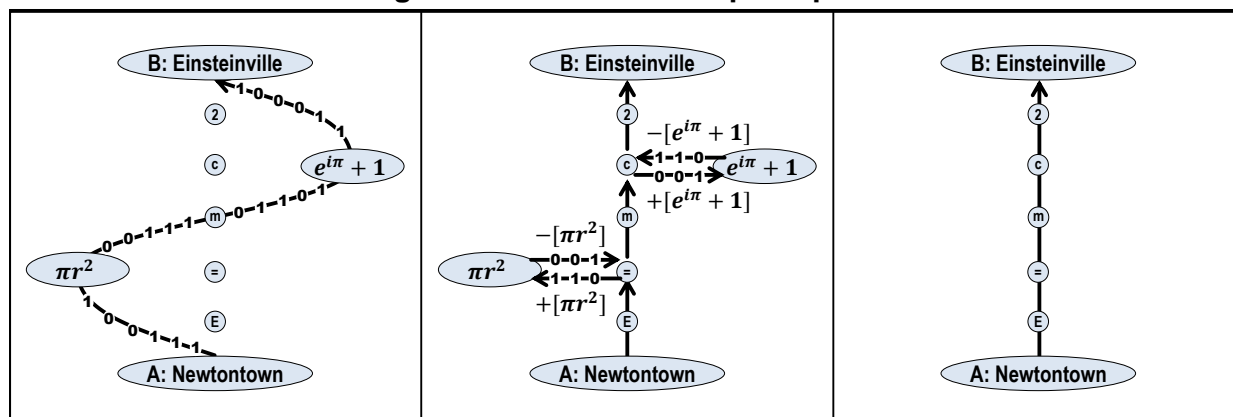 B: Einsteinville
1 0 0 0 1 1
2
c
e^{iπ} + 1
0 0 1 1 1 0 1 1 0 1
m
πr²
=
1 0 0 1 1 1
E
A: Newtontown
B: Einsteinville
2
−[e^{iπ} + 1]
c
1 1 0
e^{iπ} + 1
0 0 1
+[e^{iπ} + 1]
m
−[πr²]
πr²
0 0 1
=
1 1 0
+[πr²]
E
A: Newtontown
B: Einsteinville
2
c
m
=
E
A: Newtontown